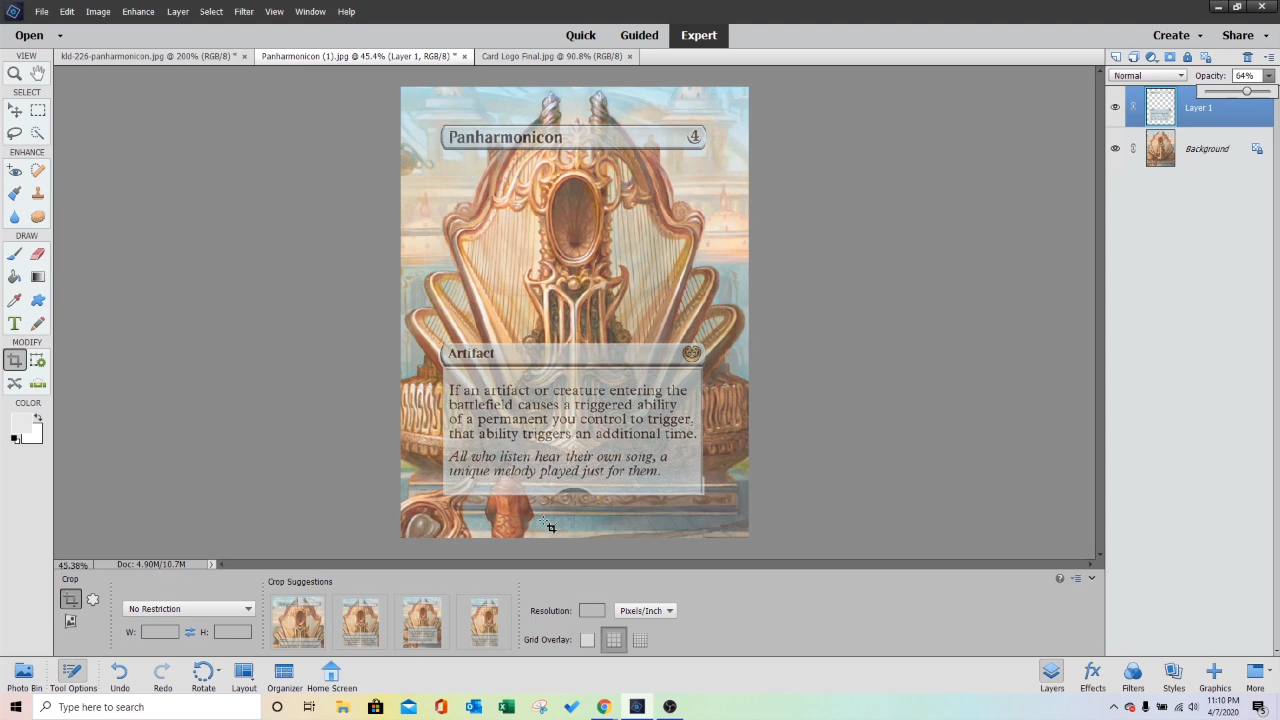 File Edit Image Enhance Layer Select Filter View Window Help
Open Quick Guided Expert Create Share
VIEW
kld-226-panharmonicon.jpg @ 200% (RGB/8) * × Panharmonicon (1).jpg @ 45.4% (Layer 1, RGB/8) * × Card Logo Final.jpg @ 90.8% (RGB/8) ×
Normal Opacity: 64%
SELECT
Layer 1
Background
ENHANCE
DRAW
T
MODIFY
COLOR
Panharmonicon 4
Artifact
If an artifact or creature entering the
battlefield causes a triggered ability
of a permanent you control to trigger,
that ability triggers an additional time.
All who listen hear their own song, a
unique melody played just for them.
45.38% Doc: 4.90M/10.7M
Crop Crop Suggestions
No Restriction Resolution: Pixels/Inch
W: H: Grid Overlay:
Photo Bin Tool Options Undo Redo Rotate Layout Organizer Home Screen Layers Effects Filters Styles Graphics More
Type here to search
11:10 PM
4/7/2020
5